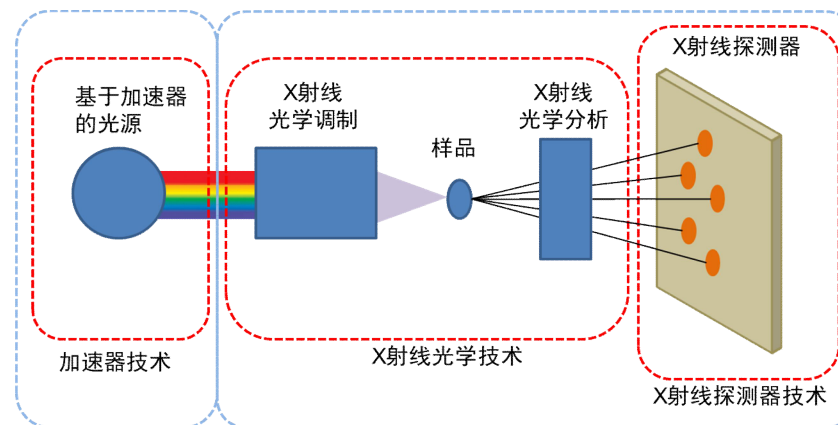 基于加速器
的光源
X射线
光学调制
样品
X射线
光学分析
X射线探测器
加速器技术
X射线光学技术
X射线探测器技术